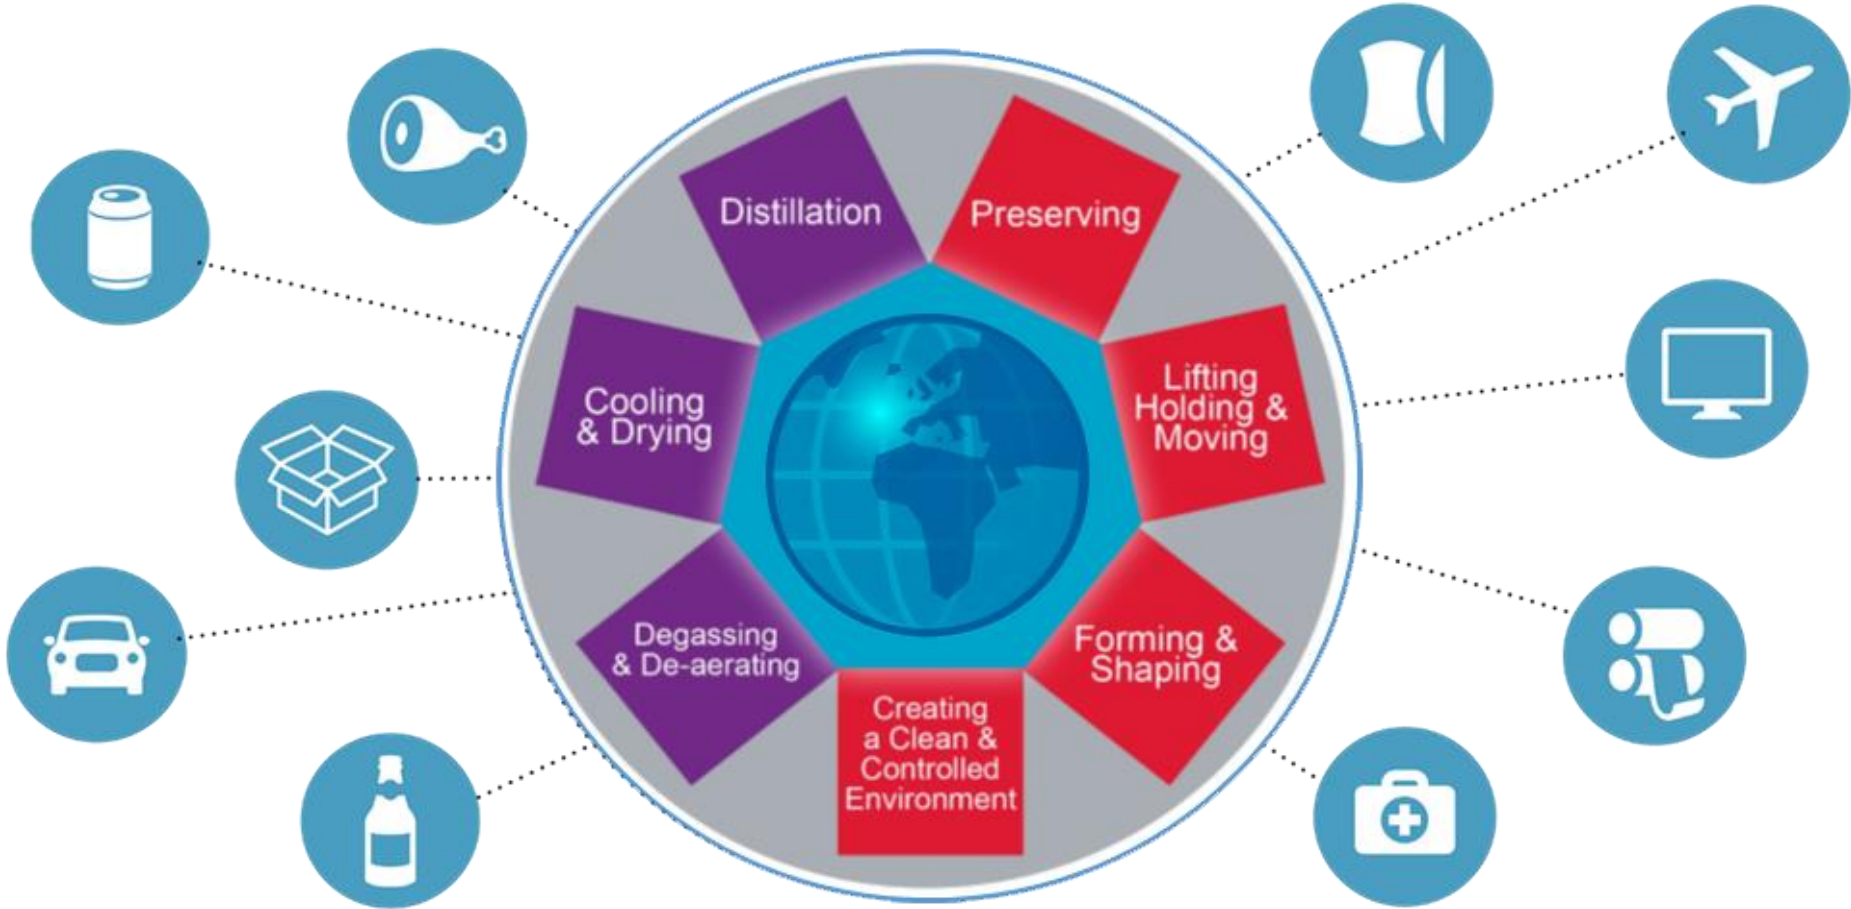 Distillation
Preserving
Cooling
& Drying
Lifting
Holding &
Moving
Degassing
& De-aerating
Forming &
Shaping
Creating
a Clean &
Controlled
Environment